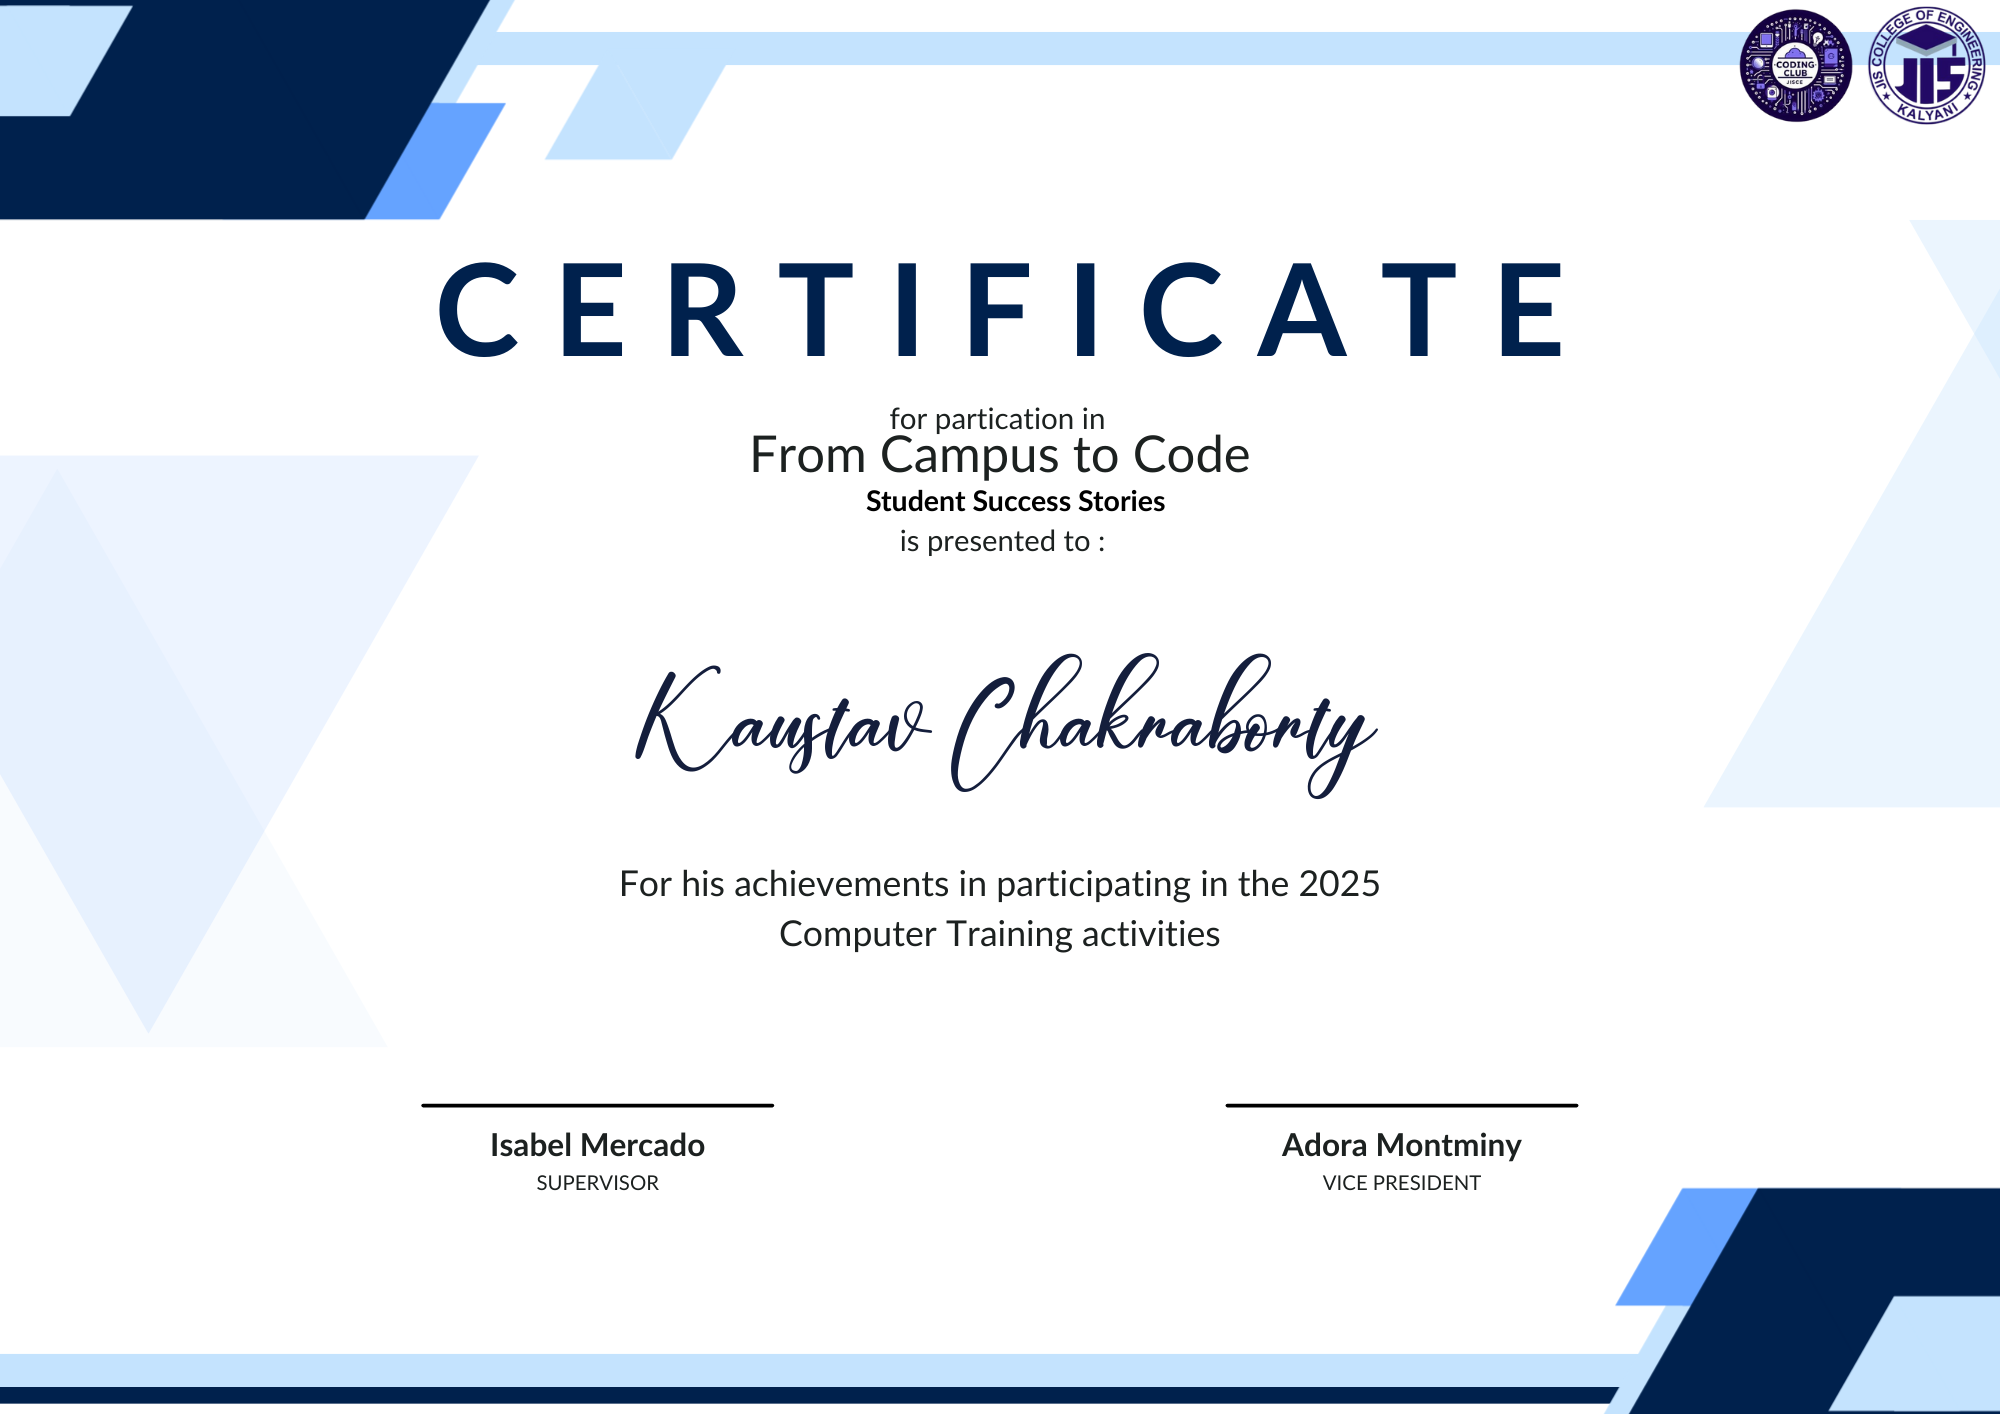 CODING
CLUB
JISCE
JIS COLLEGE OF ENGINEERING
JIS
★ KALYANI ★
CERTIFICATE
for partication in
From Campus to Code
Student Success Stories
is presented to :
Kaustav Chakraborty
For his achievements in participating in the 2025
Computer Training activities
Isabel Mercado
SUPERVISOR
Adora Montminy
VICE PRESIDENT